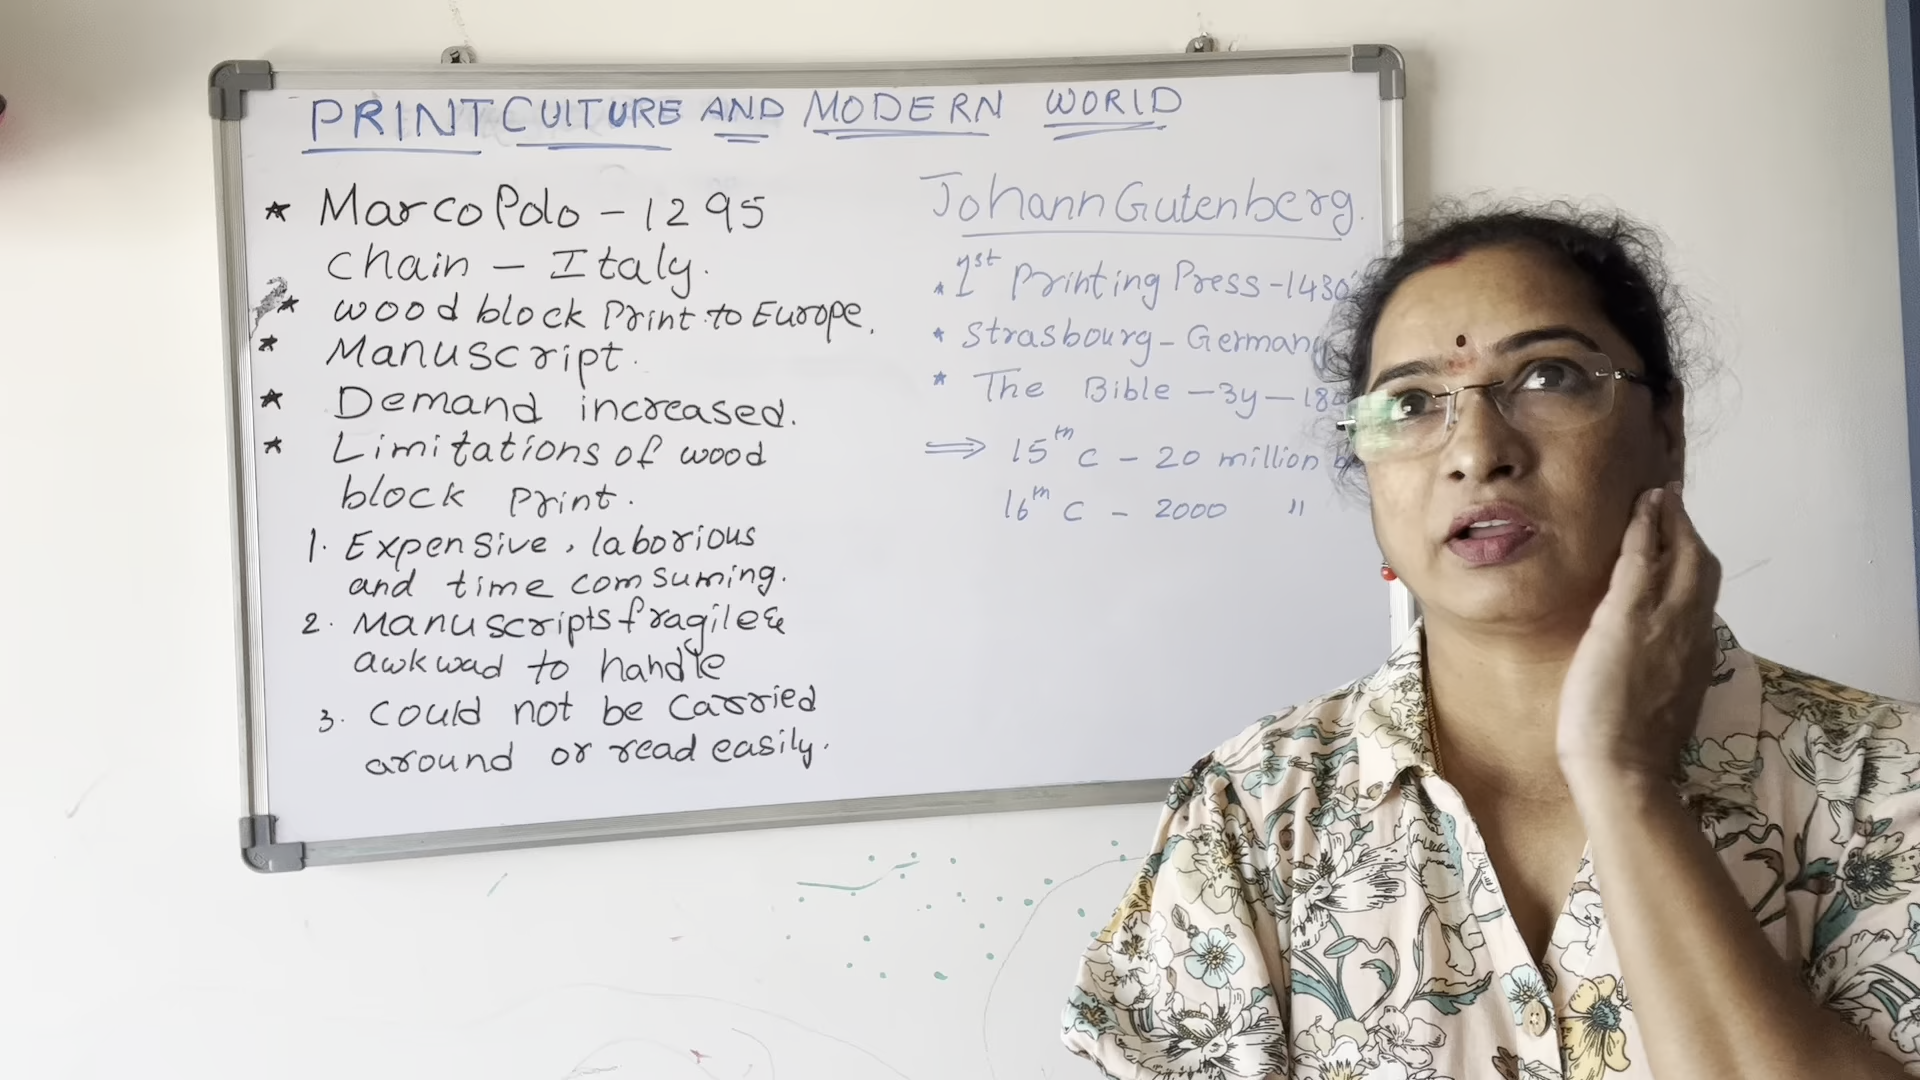 PRINT CULTURE AND MODERN WORLD
★ Marco Polo - 1295
chain - Italy.
★ wood block Print to Europe.
★ Manuscript.
★ Demand increased.
★ Limitations of wood
block print.
1. Expensive, laborious
and time comsuming.
2. Manuscripts fragile &
awkwad to handle
3. could not be carried
around or read easily.
Johann Gutenberg.
★ 1st Printing Press - 1430
★ Strasbourg - German
★ The Bible - 3y -
⇒ 15th C - 20 million
16th C - 2000 "